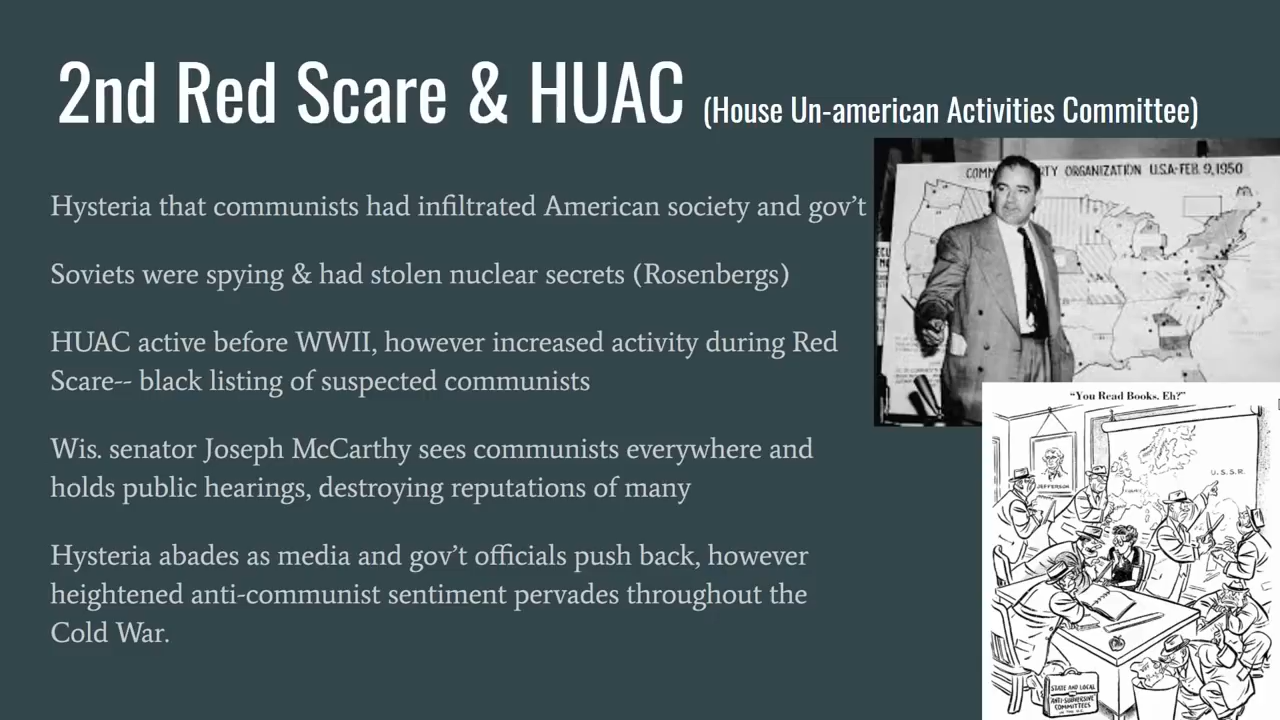 2nd Red Scare & HUAC (House Un-american Activities Committee)
Hysteria that communists had infiltrated American society and gov’t
Soviets were spying & had stolen nuclear secrets (Rosenbergs)
HUAC active before WWII, however increased activity during Red
Scare-- black listing of suspected communists
Wis. senator Joseph McCarthy sees communists everywhere and
holds public hearings, destroying reputations of many
Hysteria abades as media and gov’t officials push back, however
heightened anti-communist sentiment pervades throughout the
Cold War.
COMM RTY ORGANIZATION U.S.A-FEB. 9, 1950
"You Read Books, Eh?"
U.S.S.R.
JEFFERSON
STATE AND LOCAL
ANTI-SUBVERSIVE
COMMITTEES